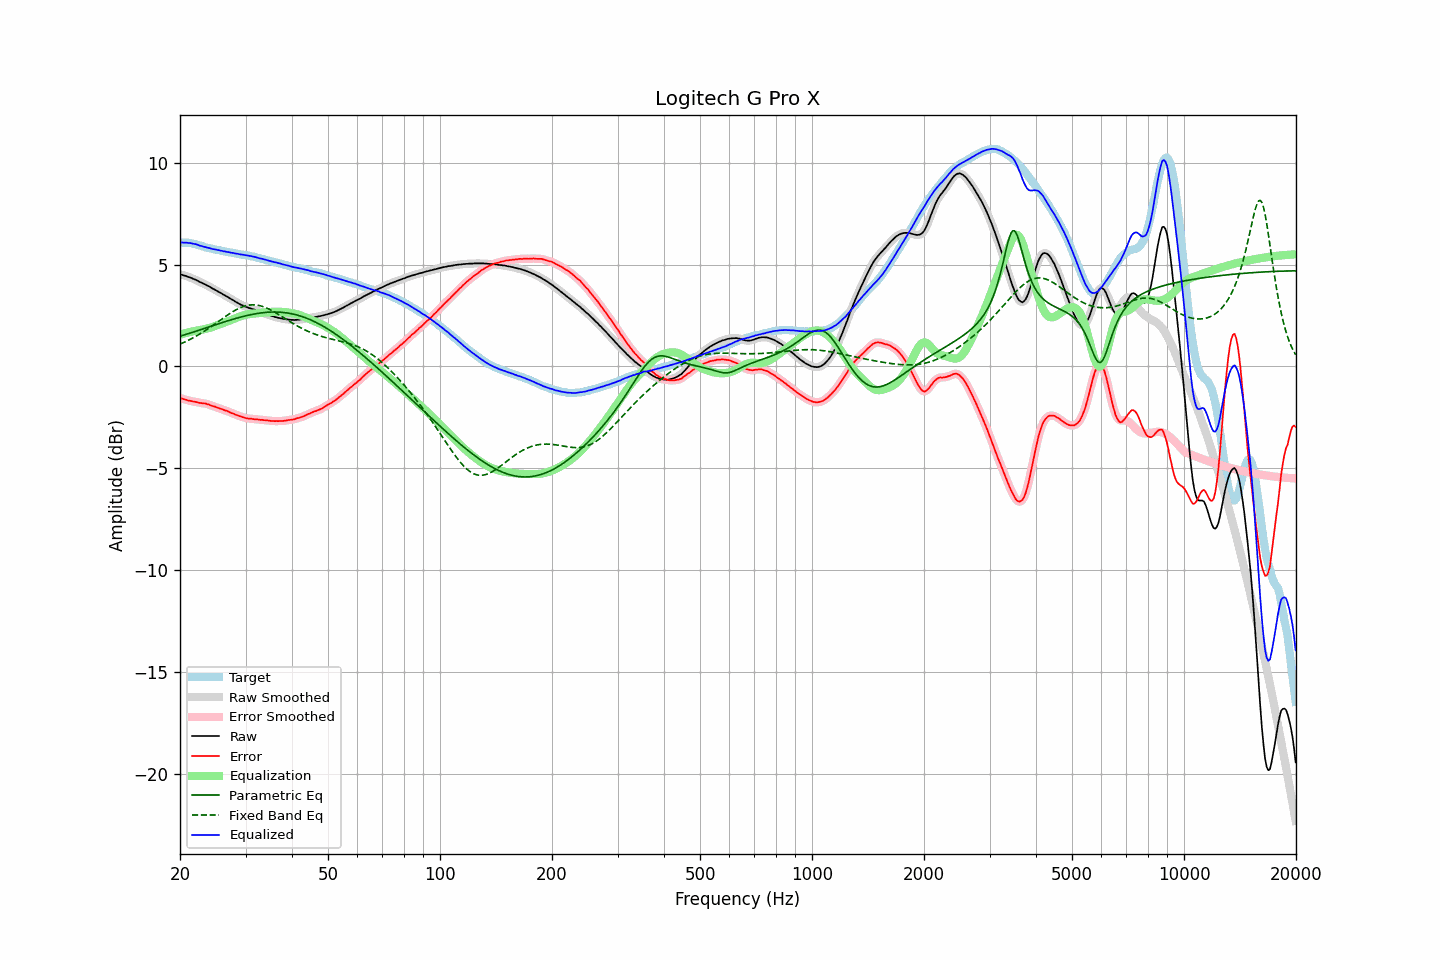 Logitech G Pro X
Amplitude (dBr)
10
5
0
−5
−10
−15
−20
Target
Raw Smoothed
Error Smoothed
Raw
Error
Equalization
Parametric Eq
Fixed Band Eq
Equalized
20 50 100 200 500 1000 2000 5000 10000 20000
Frequency (Hz)